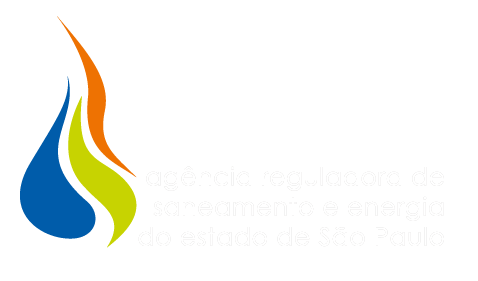 agência reguladora de
saneamento e energia
do estado de São Paulo